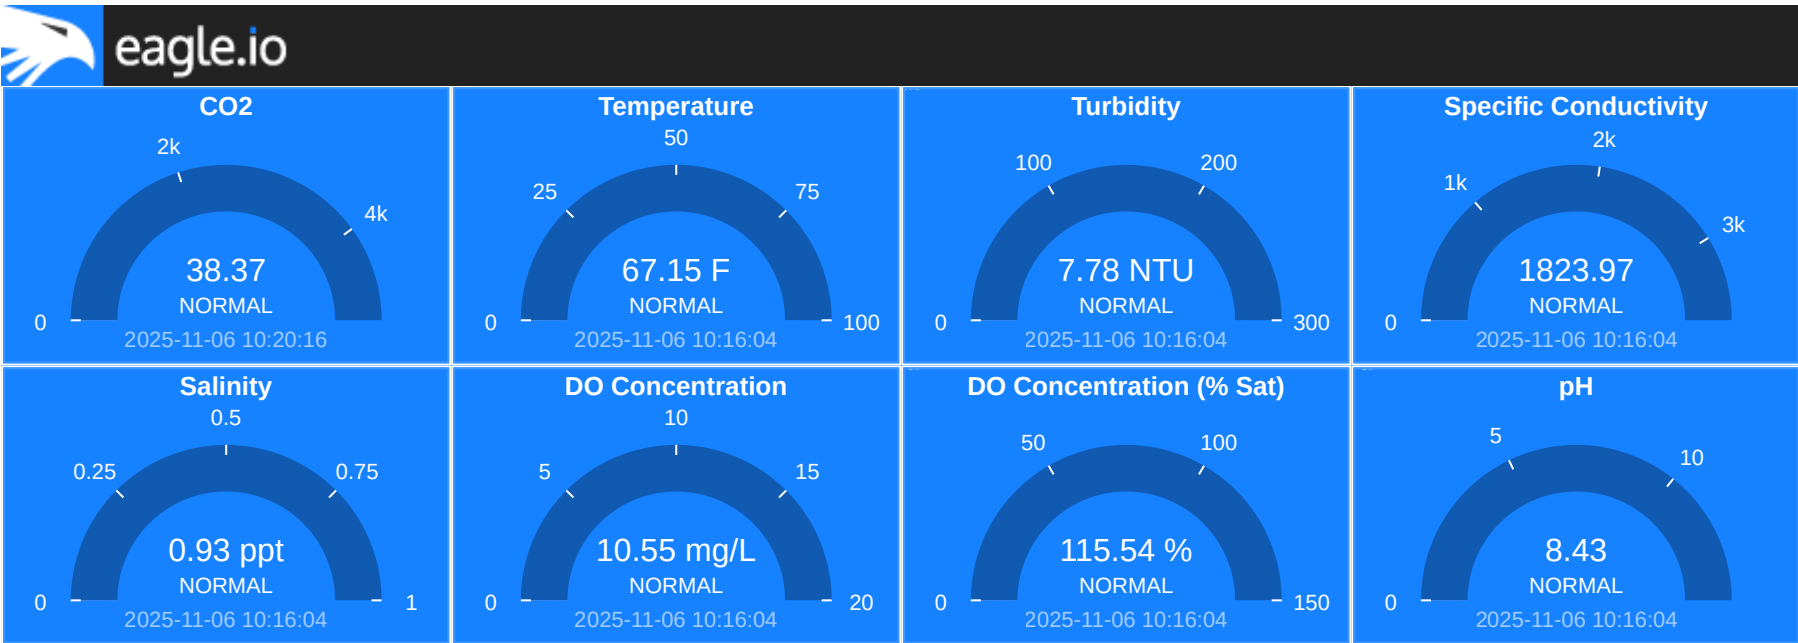 eagle.io
CO2
2k
4k
38.37
NORMAL
0
2025-11-06 10:20:16
Temperature
50
25
75
67.15 F
NORMAL
0
100
2025-11-06 10:16:04
Turbidity
100
200
7.78 NTU
NORMAL
0
300
2025-11-06 10:16:04
Specific Conductivity
2k
1k
3k
1823.97
NORMAL
0
2025-11-06 10:16:04
Salinity
0.5
0.25
0.75
0.93 ppt
NORMAL
0
1
2025-11-06 10:16:04
DO Concentration
10
5
15
10.55 mg/L
NORMAL
0
20
2025-11-06 10:16:04
DO Concentration (% Sat)
50
100
115.54 %
NORMAL
0
150
2025-11-06 10:16:04
pH
5
10
8.43
NORMAL
0
2025-11-06 10:16:04